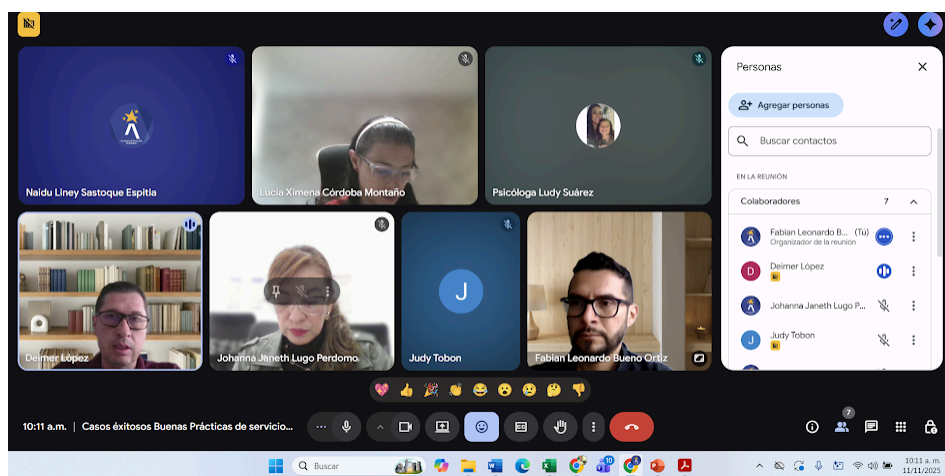 Personas
Agregar personas
Buscar contactos
EN LA REUNIÓN
Colaboradores 7
Fabian Leonardo B... (Tú)
Organizador de la reunión
Deimer López
Johanna Janeth Lugo P...
Judy Tobon
Naidu Liney Sastoque Espitia
Lucía Ximena Córdoba Montaño
Psicóloga Ludy Suárez
Deimer López
Johanna Janeth Lugo Perdomo
J
Judy Tobon
Fabian Leonardo Bueno Ortiz
10:11 a.m. | Casos éxitosos Buenas Prácticas de servicio...
7
Buscar
10
10:11 a. m.
11/11/2025